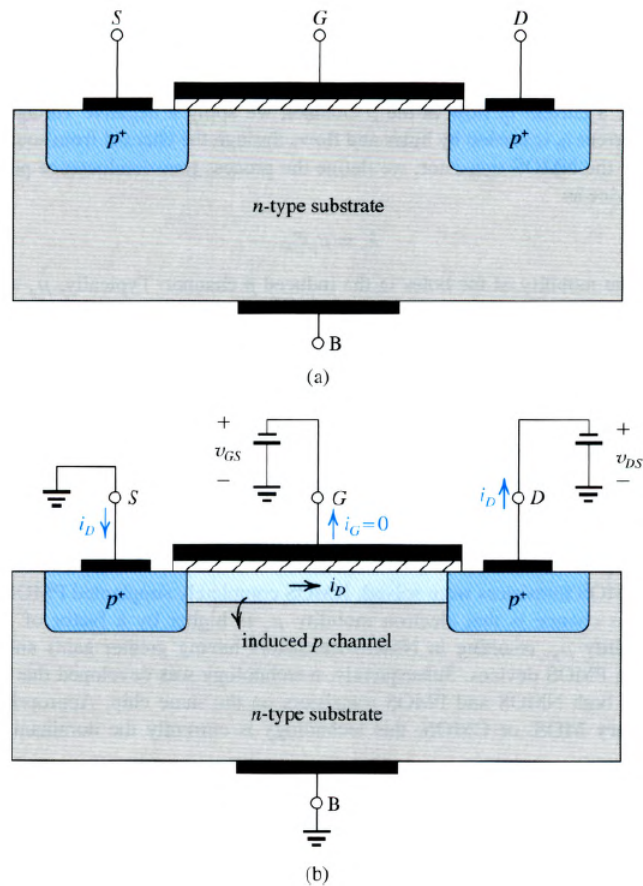 S G D
p+ p+
n-type substrate
B
(a)
+ +
vGS vDS
− −
S G iD D
iD iG=0
p+ iD p+
induced p channel
n-type substrate
B
(b)